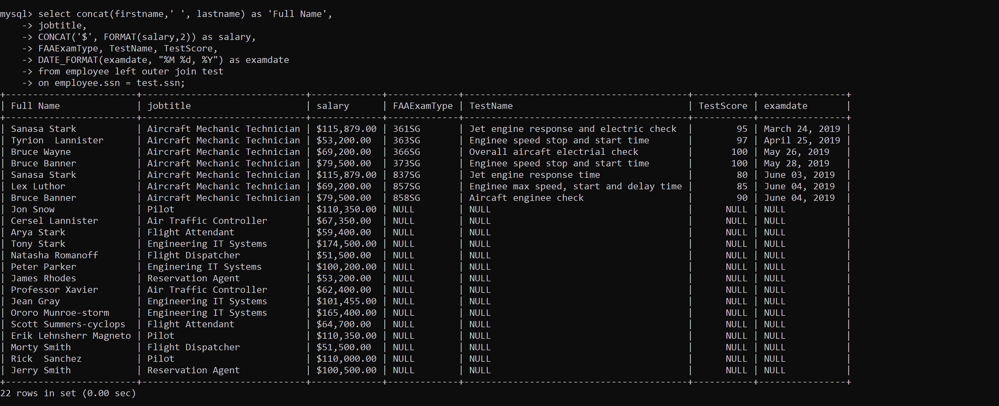 mysql> select concat(firstname,' ', lastname) as 'Full Name',
    -> jobtitle,
    -> CONCAT('$', FORMAT(salary,2)) as salary,
    -> FAAExamType, TestName, TestScore,
    -> DATE_FORMAT(examdate, "%M %d, %Y") as examdate
    -> from employee left outer join test
    -> on employee.ssn = test.ssn;
+------------------------+------------------------------+-------------+-------------+-----------------------------------------+-----------+----------------+
| Full Name              | jobtitle                     | salary      | FAAExamType | TestName                                | TestScore | examdate       |
+------------------------+------------------------------+-------------+-------------+-----------------------------------------+-----------+----------------+
| Sanasa Stark           | Aircraft Mechanic Technician | $115,879.00 | 361SG       | Jet engine response and electric check  |        95 | March 24, 2019 |
| Tyrion  Lannister      | Aircraft Mechanic Technician | $53,200.00  | 363SG       | Enginee speed stop and start time       |        97 | April 25, 2019 |
| Bruce Wayne            | Aircraft Mechanic Technician | $69,200.00  | 366SG       | Overall aircaft electrial check         |       100 | May 26, 2019   |
| Bruce Banner           | Aircraft Mechanic Technician | $79,500.00  | 373SG       | Enginee speed stop and start time       |       100 | May 28, 2019   |
| Sanasa Stark           | Aircraft Mechanic Technician | $115,879.00 | 837SG       | Jet engine response time                |        80 | June 03, 2019  |
| Lex Luthor             | Aircraft Mechanic Technician | $69,200.00  | 857SG       | Enginee max speed, start and delay time |        85 | June 04, 2019  |
| Bruce Banner           | Aircraft Mechanic Technician | $79,500.00  | 858SG       | Aircaft enginee check                   |        90 | June 04, 2019  |
| Jon Snow               | Pilot                        | $110,350.00 | NULL        | NULL                                    |      NULL | NULL           |
| Cersel Lannister       | Air Traffic Controller       | $67,350.00  | NULL        | NULL                                    |      NULL | NULL           |
| Arya Stark             | Flight Attendant             | $59,400.00  | NULL        | NULL                                    |      NULL | NULL           |
| Tony Stark             | Engineering IT Systems       | $174,500.00 | NULL        | NULL                                    |      NULL | NULL           |
| Natasha Romanoff       | Flight Dispatcher            | $51,500.00  | NULL        | NULL                                    |      NULL | NULL           |
| Peter Parker           | Enginering IT Systems        | $100,200.00 | NULL        | NULL                                    |      NULL | NULL           |
| James Rhodes           | Reservation Agent            | $53,200.00  | NULL        | NULL                                    |      NULL | NULL           |
| Professor Xavier       | Air Traffic Controller       | $62,400.00  | NULL        | NULL                                    |      NULL | NULL           |
| Jean Gray              | Engineering IT Systems       | $101,455.00 | NULL        | NULL                                    |      NULL | NULL           |
| Ororo Munroe-storm     | Engineering IT Systems       | $165,400.00 | NULL        | NULL                                    |      NULL | NULL           |
| Scott Summers-cyclops  | Flight Attendant             | $64,700.00  | NULL        | NULL                                    |      NULL | NULL           |
| Erik Lehnsherr Magneto | Pilot                        | $110,350.00 | NULL        | NULL                                    |      NULL | NULL           |
| Morty Smith            | Flight Dispatcher            | $51,500.00  | NULL        | NULL                                    |      NULL | NULL           |
| Rick  Sanchez          | Pilot                        | $110,000.00 | NULL        | NULL                                    |      NULL | NULL           |
| Jerry Smith            | Reservation Agent            | $100,500.00 | NULL        | NULL                                    |      NULL | NULL           |
+------------------------+------------------------------+-------------+-------------+-----------------------------------------+-----------+----------------+
22 rows in set (0.00 sec)